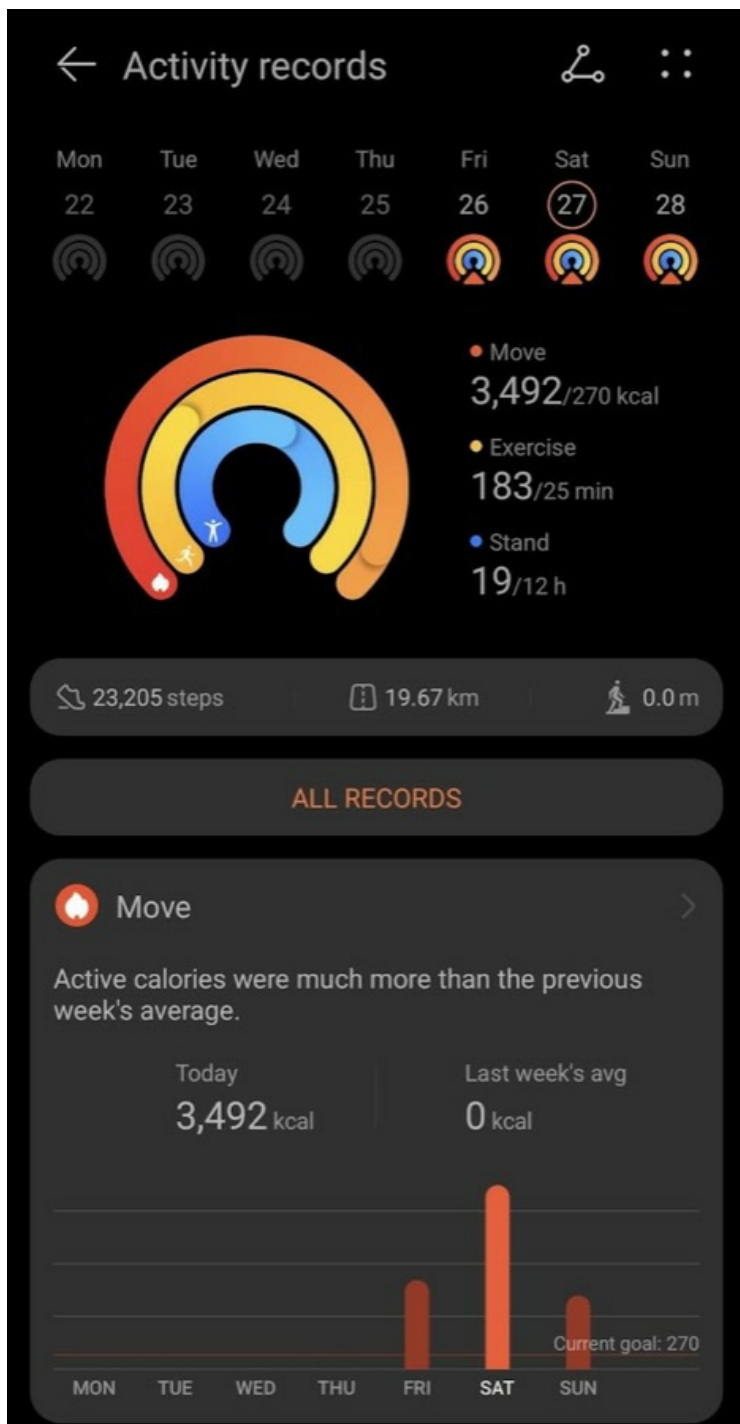 Activity records
Mon Tue Wed Thu Fri Sat Sun
22 23 24 25 26 27 28
Move
3,492/270 kcal
Exercise
183/25 min
Stand
19/12 h
23,205 steps 19.67 km 0.0 m
ALL RECORDS
Move
Active calories were much more than the previous
week's average.
Today Last week's avg
3,492 kcal 0 kcal
Current goal: 270
MON TUE WED THU FRI SAT SUN